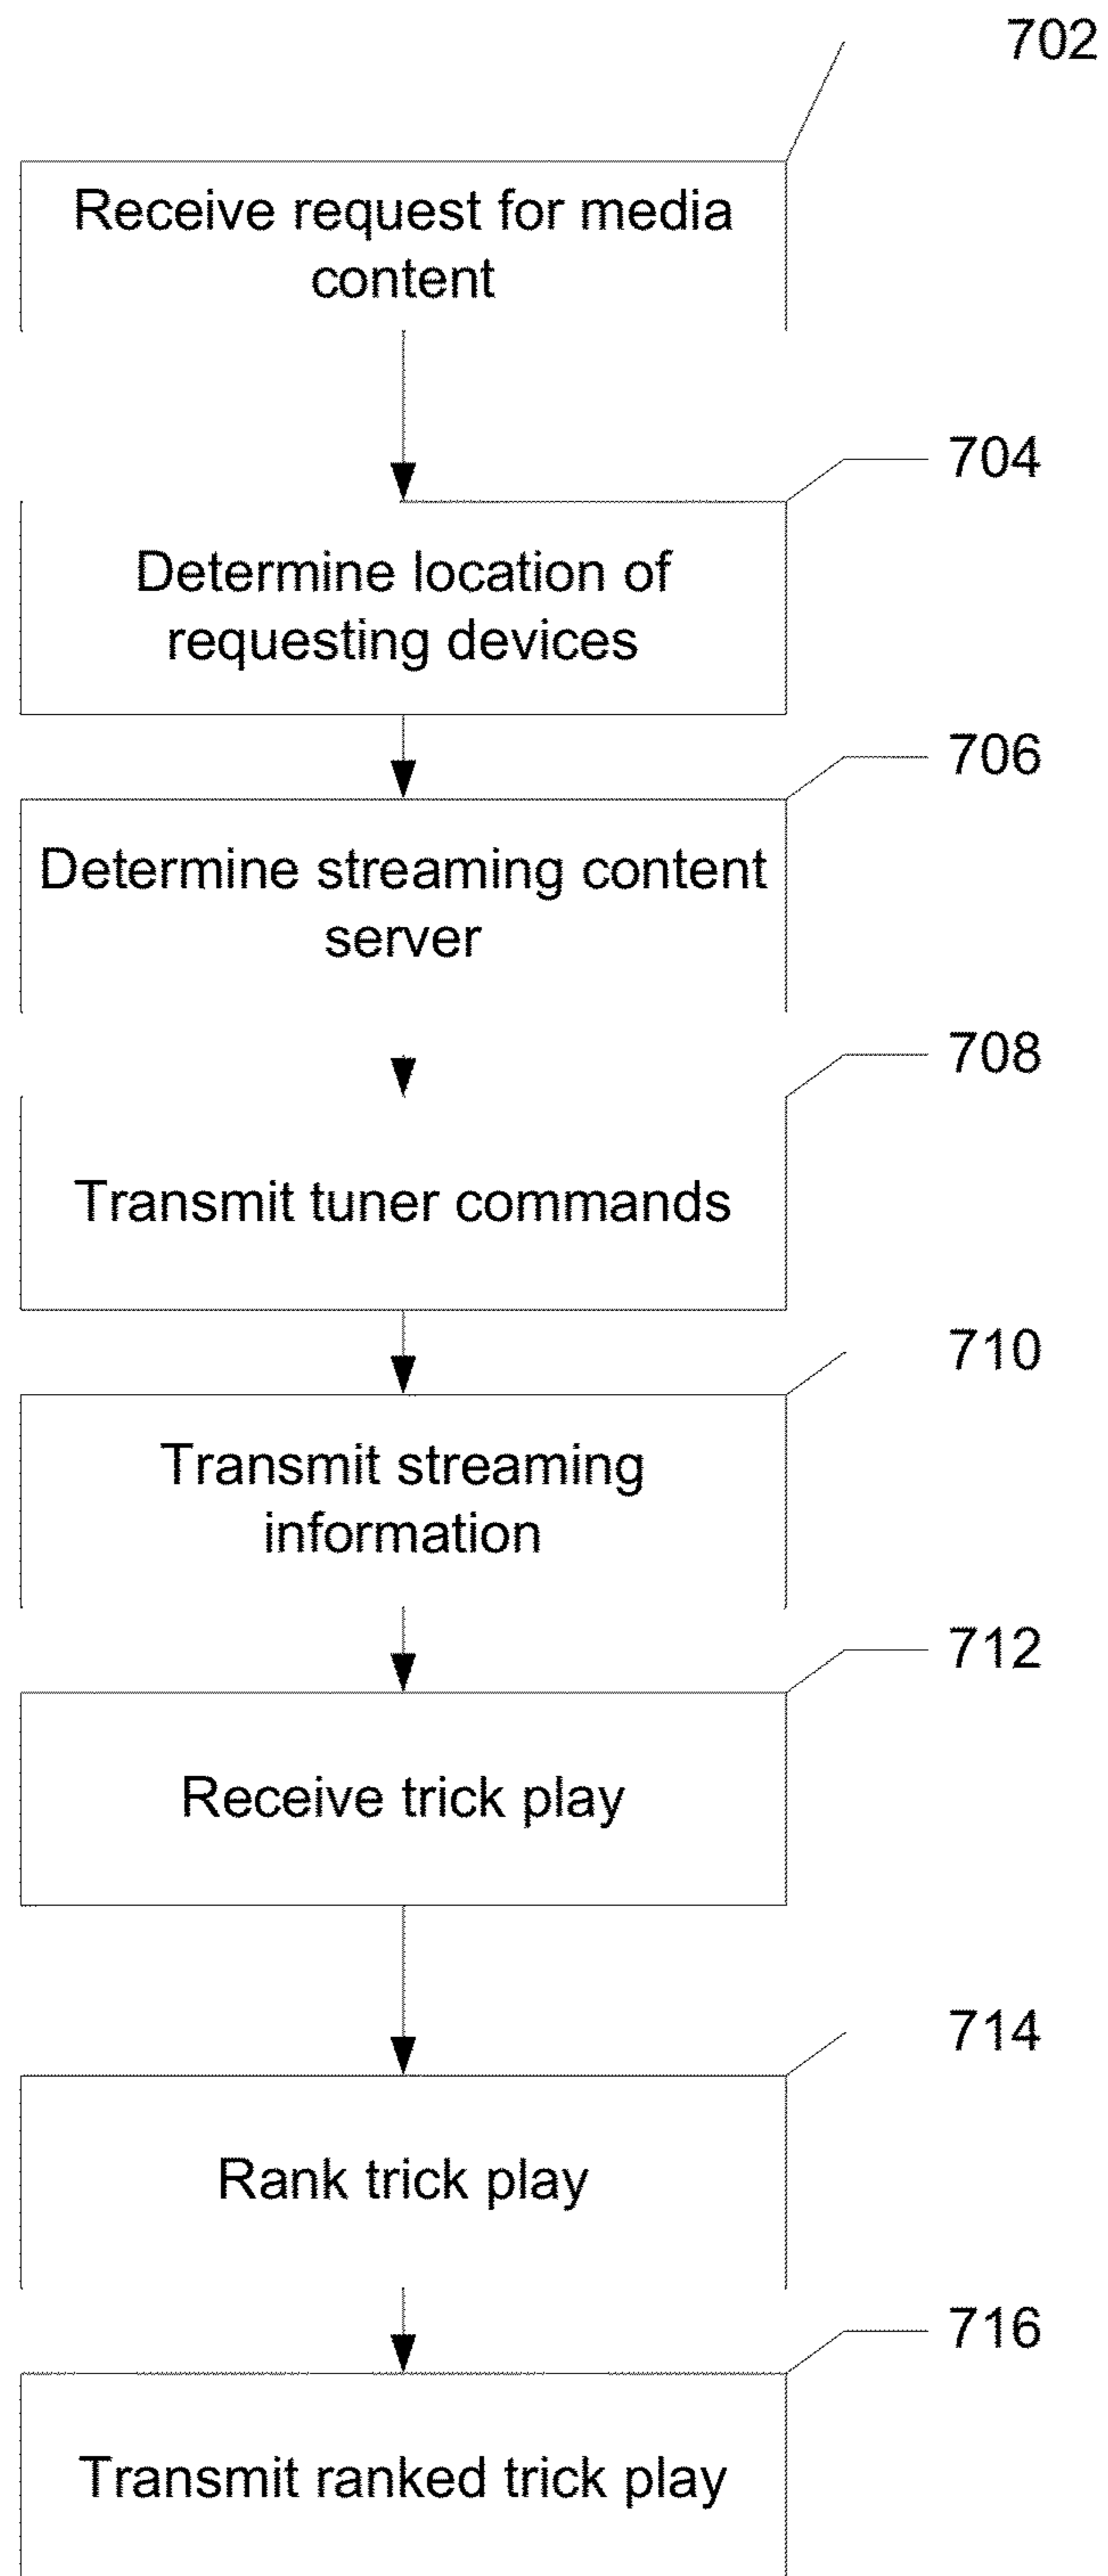 702
Receive request for media
content
704
Determine location of
requesting devices
706
Determine streaming content
server
708
Transmit tuner commands
710
Transmit streaming
information
712
Receive trick play
714
Rank trick play
716
Transmit ranked trick play